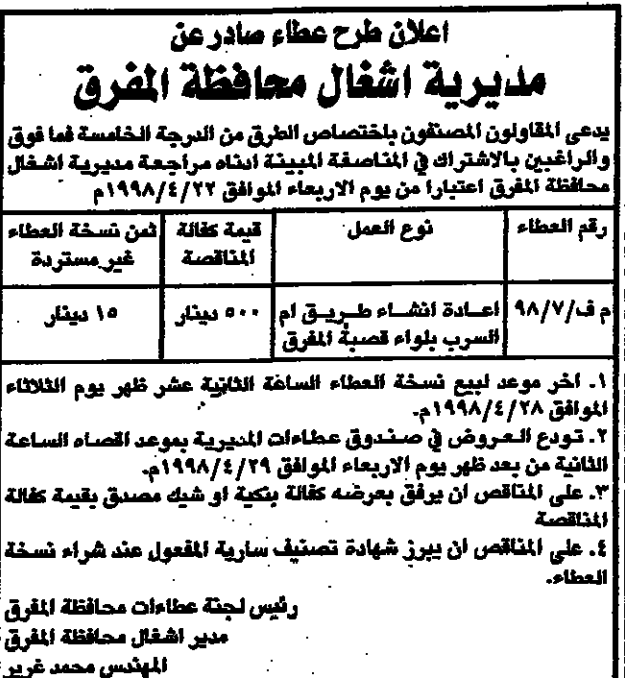 اعلان طرح عطاء صادر عن
مديرية اشغال محافظة المفرق
يدعى المقاولون المصنفون باختصاص الطرق من الدرجة الخامسة فما فوق
والراغبين بالاشتراك في المناقصة المبينة ادناه مراجعة مديرية اشغال
محافظة المفرق اعتبارا من يوم الاربعاء الموافق ١٩٩٨/٤/٢٢م
رقم العطاء نوع العمل قيمة كفالة ثمن نسخة العطاء
المناقصة غير مستردة
م ف/٩٨/٧ اعادة انشاء طريق ام ٥٠٠ دينار ١٥ دينار
السرب بلواء قصبة المفرق
١. اخر موعد لبيع نسخة العطاء الساعة الثانية عشر ظهر يوم الثلاثاء
الموافق ١٩٩٨/٤/٢٨م.
٢. تودع العروض في صندوق عطاءات المديرية بموعد اقصاه الساعة
الثانية من بعد ظهر يوم الاربعاء الموافق ١٩٩٨/٤/٢٩م.
٣. على المناقص ان يرفق بعرضه كفالة بنكية او شيك مصدق بقيمة كفالة
المناقصة
٤. على المناقص ان يبرز شهادة تصنيف سارية المفعول عند شراء نسخة
العطاء.
رئيس لجنة عطاءات محافظة المفرق
مدير اشغال محافظة المفرق
المهندس محمد غرير